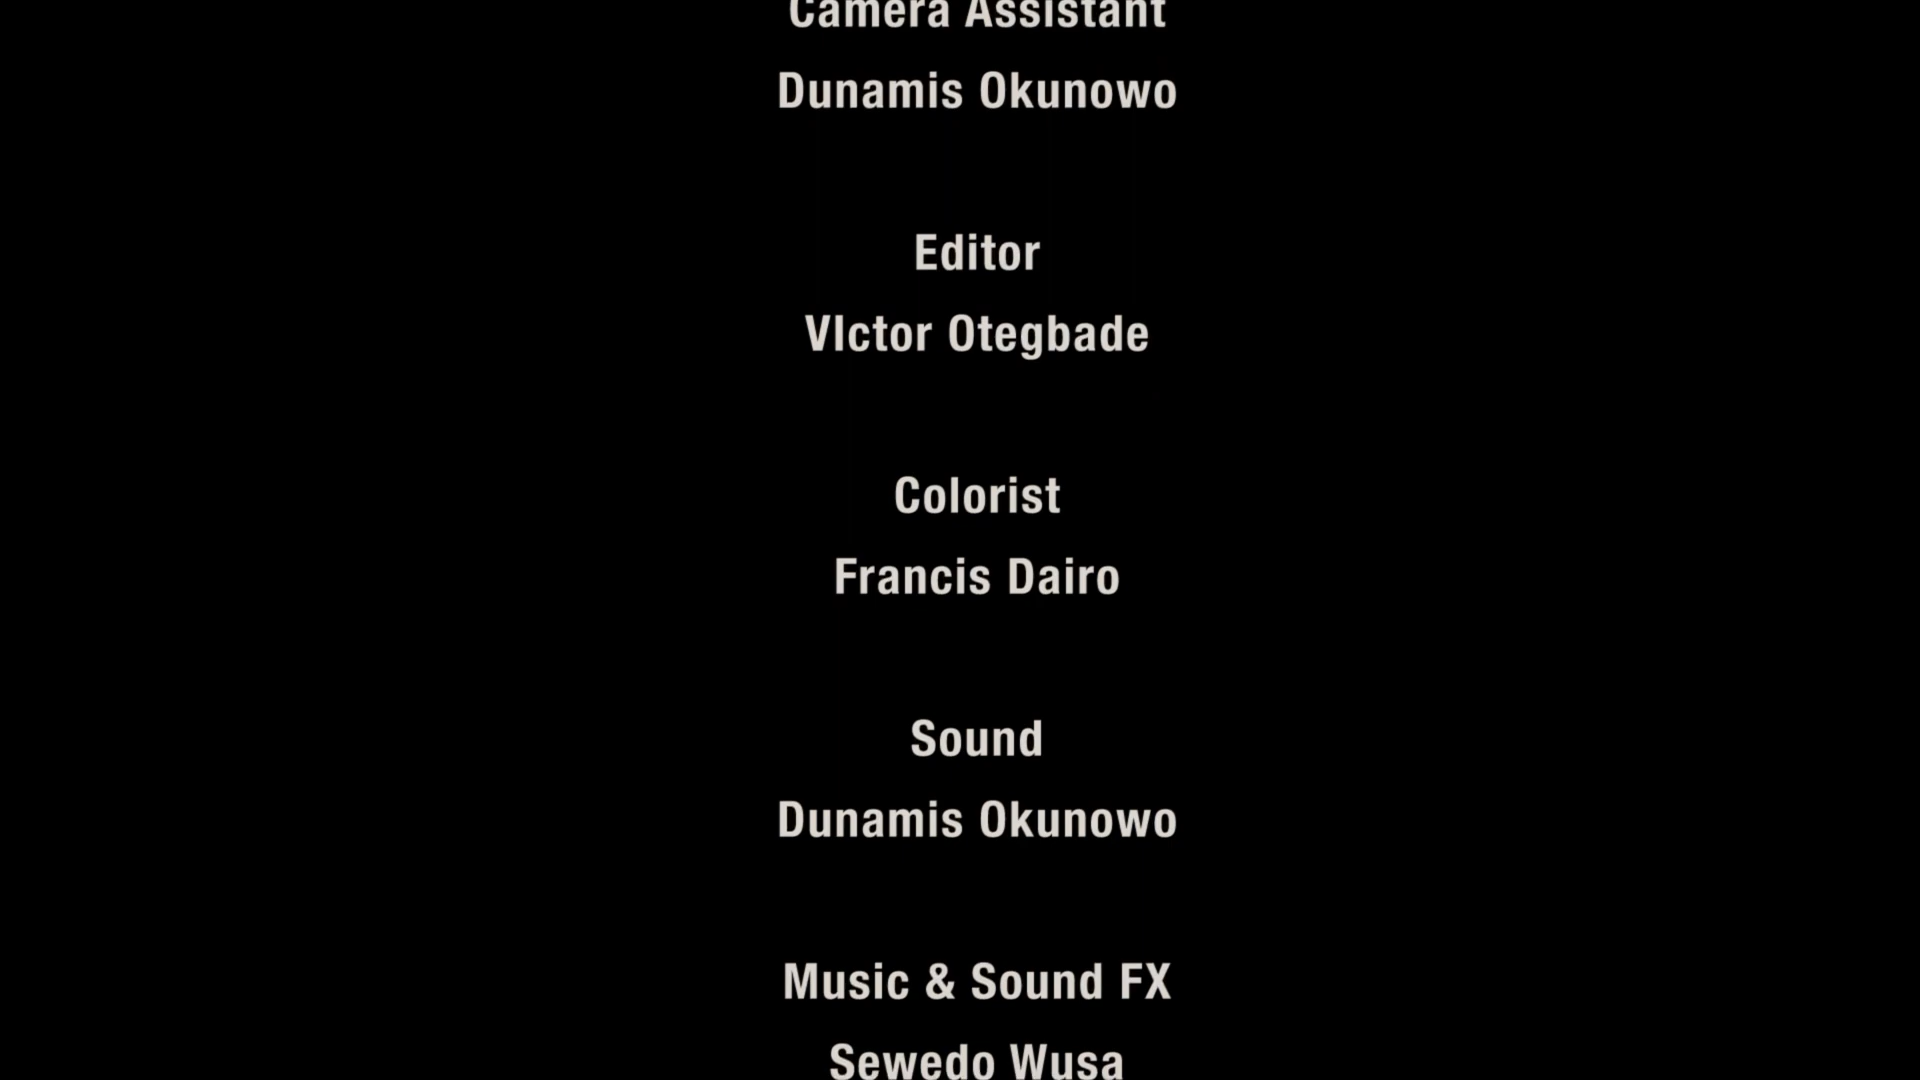 Camera Assistant
Dunamis Okunowo
Editor
VIctor Otegbade
Colorist
Francis Dairo
Sound
Dunamis Okunowo
Music & Sound FX
Sewedo Wusa